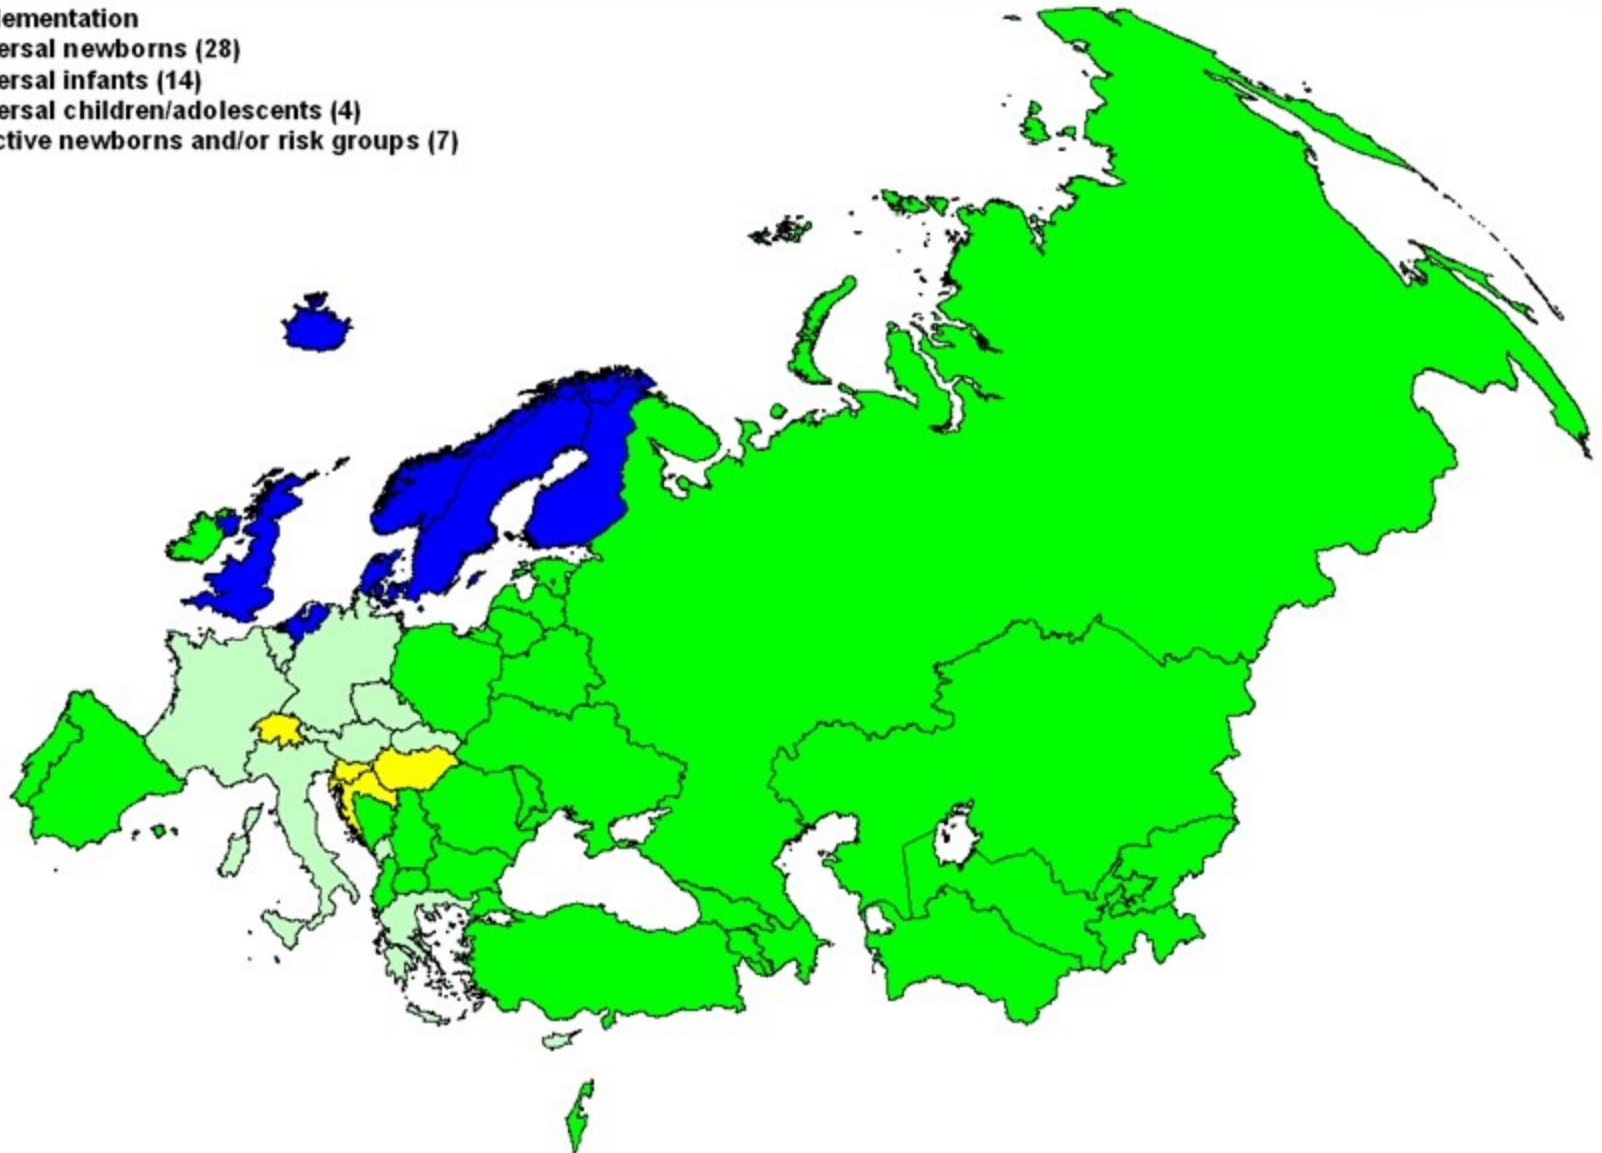 lementation
ersal newborns (28)
ersal infants (14)
ersal children/adolescents (4)
ctive newborns and/or risk groups (7)